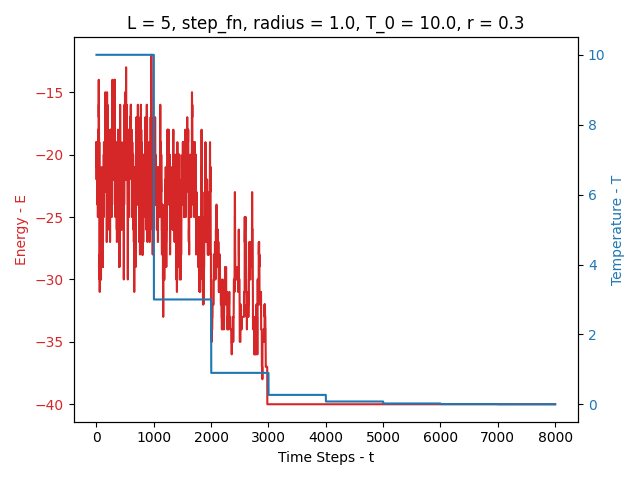 L = 5, step_fn, radius = 1.0, T_0 = 10.0, r = 0.3
Energy - E
−15
−20
−25
−30
−35
−40
10
8
6
4
2
0
Temperature - T
0 1000 2000 3000 4000 5000 6000 7000 8000
Time Steps - t